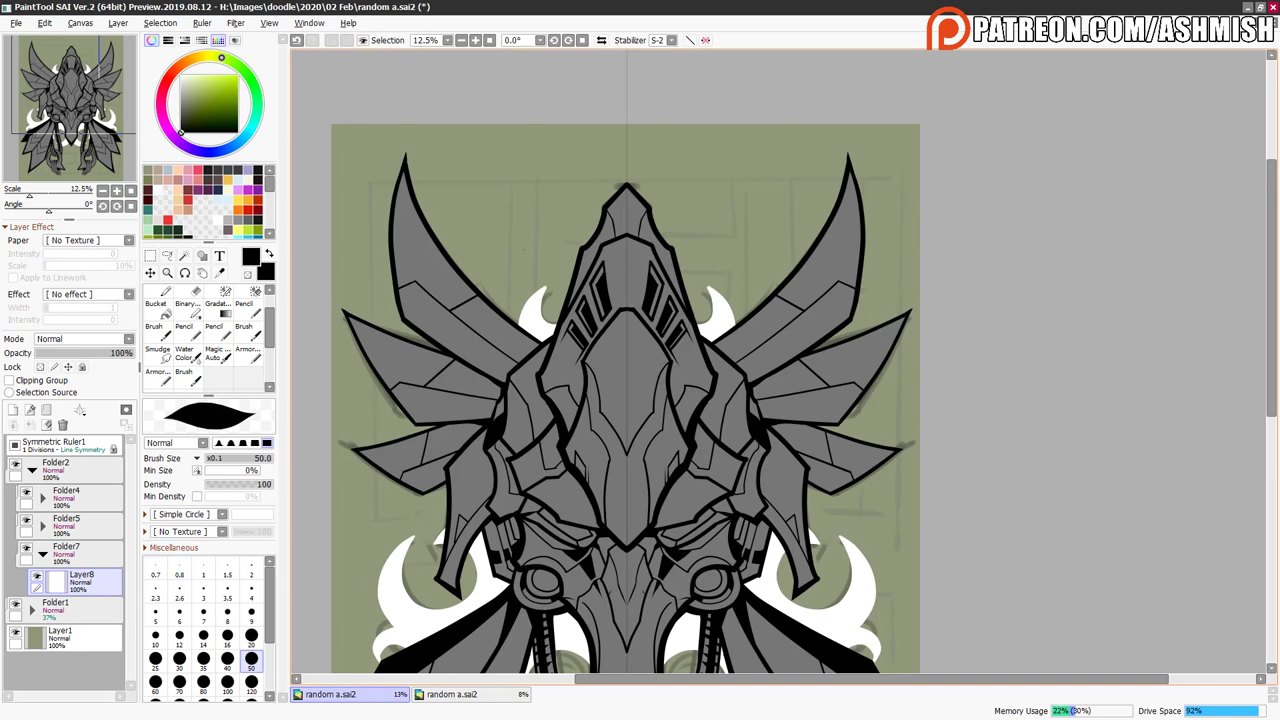 PaintTool SAI Ver.2 (64bit) Preview.2019.08.12 - H:\Images\doodle\2020\02 Feb\random a.sai2 (*)
PATREON.COM/ASHMISH
File Edit Canvas Layer Selection Ruler Filter View Window Help
Selection 12.5% 0.0° Stabilizer S-2
Scale 12.5%
Angle 0°
Layer Effect
Paper [ No Texture ]
Intensity 0
Scale 10%
Apply to Linework
Effect [ No effect ]
Width 1
Intensity 0
Mode Normal
Opacity 100%
Lock
Clipping Group
Selection Source
Symmetric Ruler1
1 Divisions - Line Symmetry
Folder2
Normal
100%
Folder4
Normal
100%
Folder5
Normal
100%
Folder7
Normal
100%
Layer8
Normal
100%
Folder1
Normal
37%
Layer1
Normal
100%
T
Bucket Binary... Gradat... Pencil
Brush Pencil Pencil Brush
Smudge Water Color... Magic... Auto Armor...
Armor... Brush
Normal
Brush Size x0.1 50.0
Min Size 0%
Density 100
Min Density 0%
[ Simple Circle ]
[ No Texture ]
Miscellaneous
0.7 0.8 1 1.5 2
2.3 2.6 3 3.5 4
5 6 7 8 9
10 12 14 16 20
25 30 35 40 50
60 70 80 100 120
random a.sai2 13% random a.sai2 8%
Memory Usage 22% (30%) Drive Space 92%